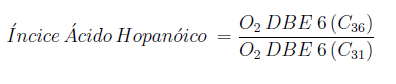 Íncice Ácido Hopanóico = O₂ DBE 6 (C₃₆) / O₂ DBE 6 (C₃₁)